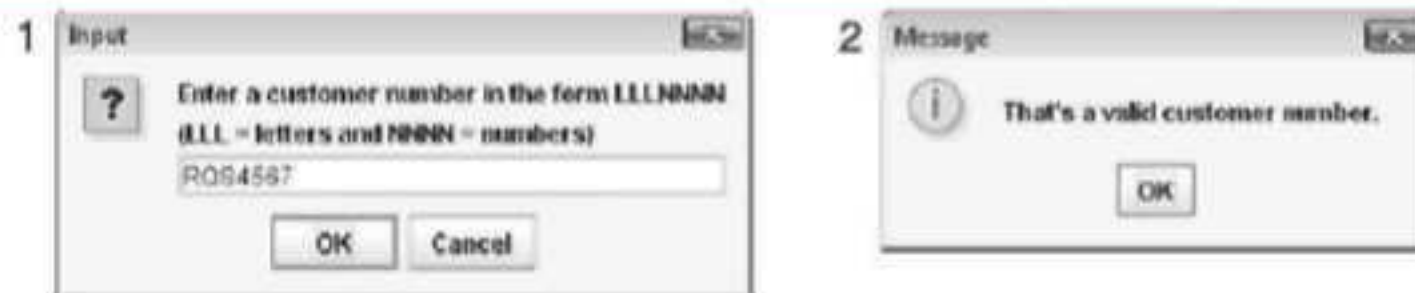 1
Input
Enter a customer number in the form LLLNNNN
(LLL = letters and NNNN = numbers)
RQS4567
OK Cancel
2
Message
That's a valid customer number.
OK